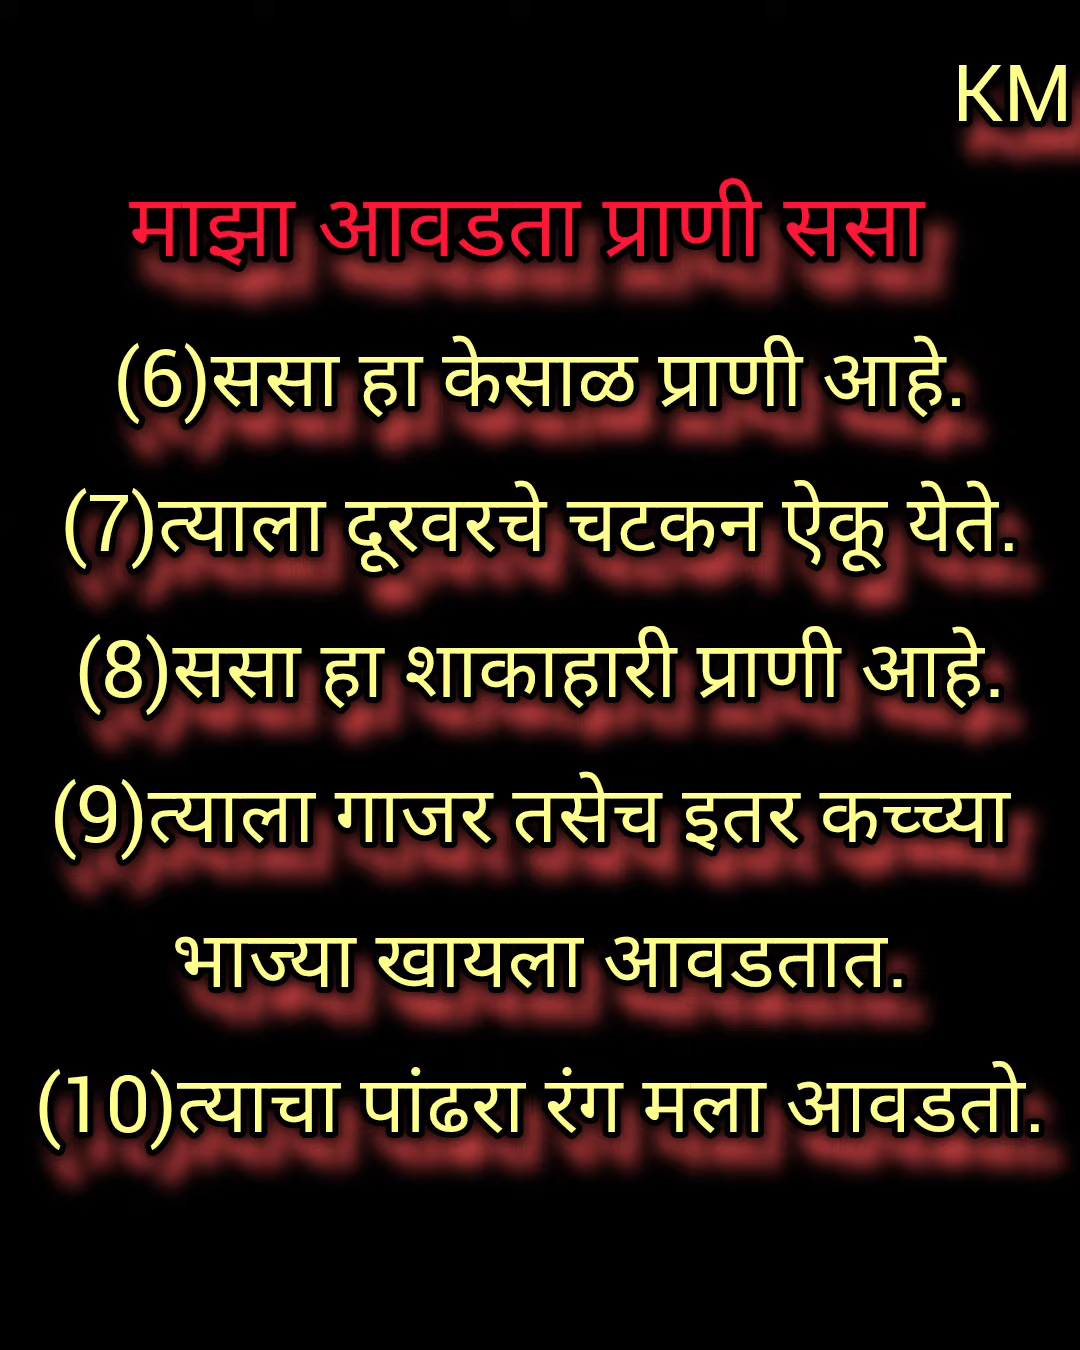 KM
माझा आवडता प्राणी ससा
(6)ससा हा केसाळ प्राणी आहे.
(7)त्याला दूरवरचे चटकन ऐकू येते.
(8)ससा हा शाकाहारी प्राणी आहे.
(9)त्याला गाजर तसेच इतर कच्च्या
भाज्या खायला आवडतात.
(10)त्याचा पांढरा रंग मला आवडतो.